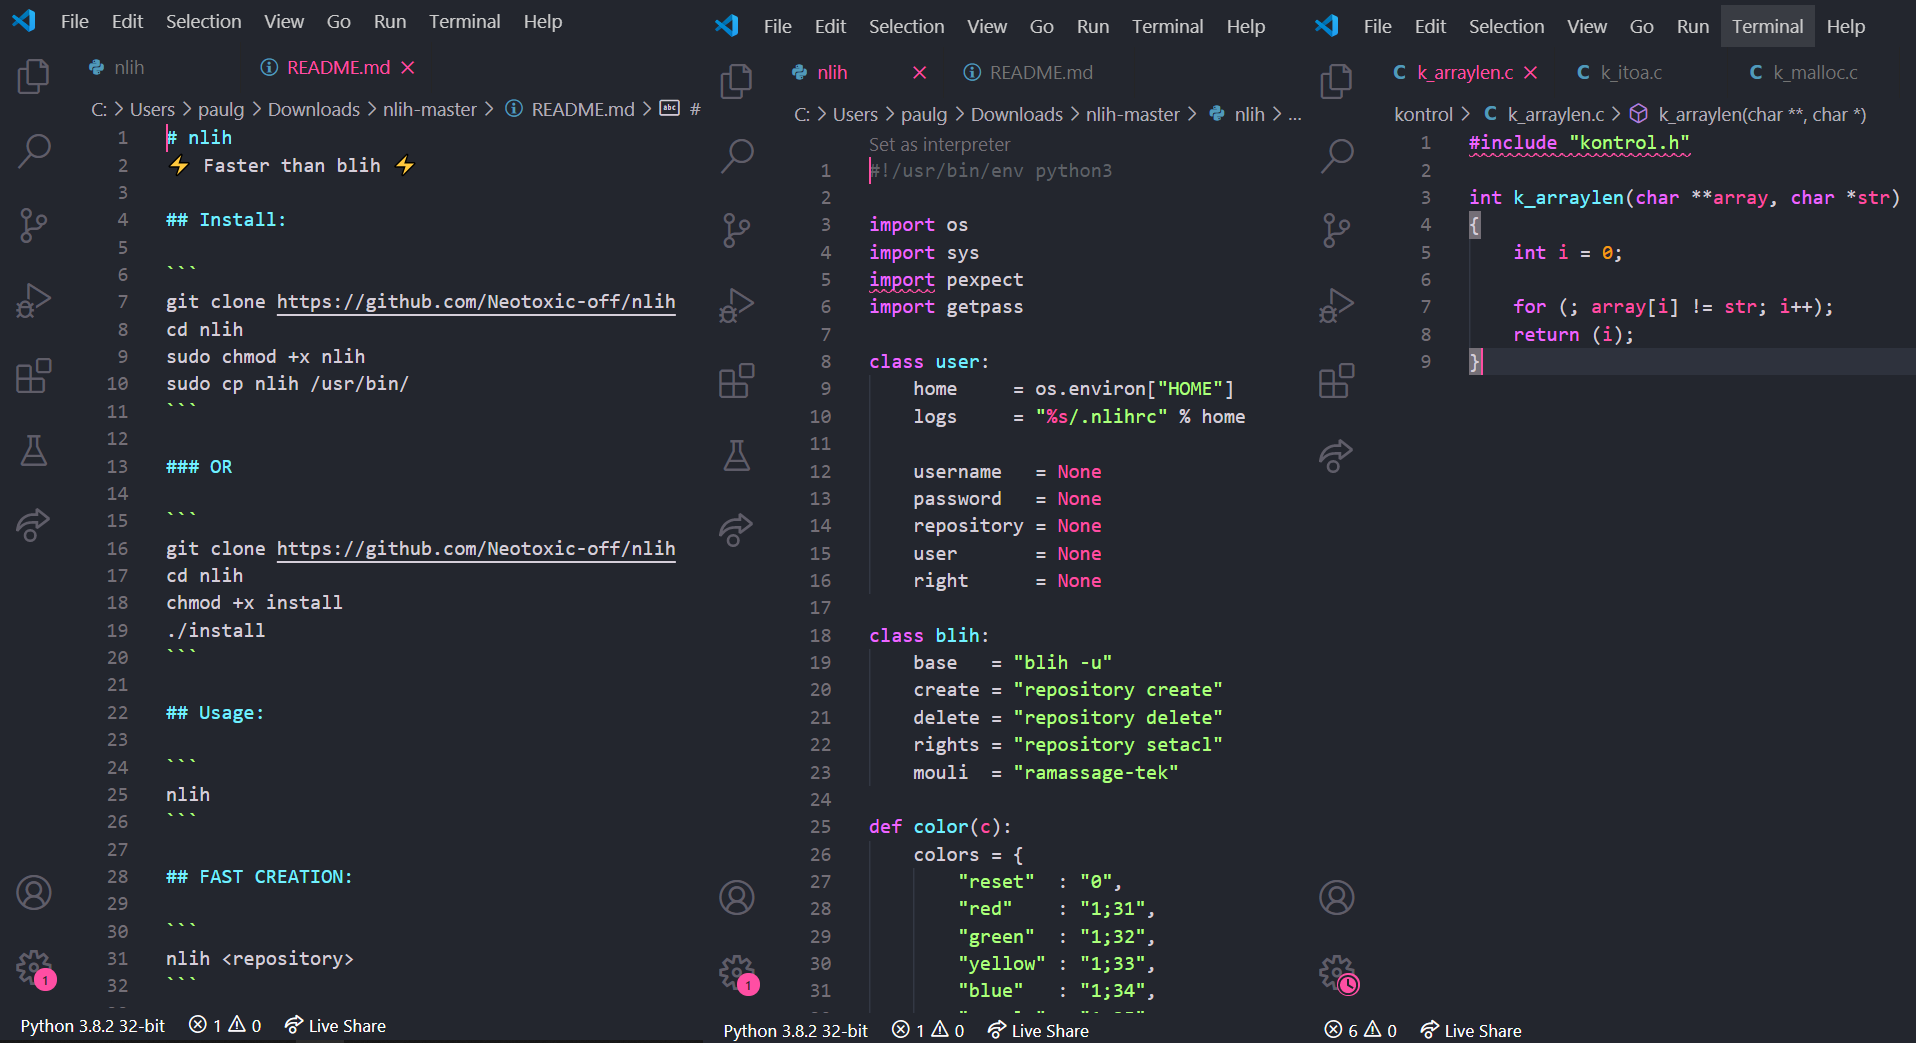 File Edit Selection View Go Run Terminal Help
nlih README.md
C: > Users > paulg > Downloads > nlih-master > README.md > abc #
1 # nlih
2 ⚡ Faster than blih ⚡
3
4 ## Install:
5
6 ```
7 git clone https://github.com/Neotoxic-off/nlih
8 cd nlih
9 sudo chmod +x nlih
10 sudo cp nlih /usr/bin/
11 ```
12
13 ### OR
14
15 ```
16 git clone https://github.com/Neotoxic-off/nlih
17 cd nlih
18 chmod +x install
19 ./install
20 ```
21
22 ## Usage:
23
24 ```
25 nlih
26 ```
27
28 ## FAST CREATION:
29
30 ```
31 nlih <repository>
32 ```
1
Python 3.8.2 32-bit 1 0 Live Share
File Edit Selection View Go Run Terminal Help
nlih README.md
C: > Users > paulg > Downloads > nlih-master > nlih > ...
Set as interpreter
1 #!/usr/bin/env python3
2
3 import os
4 import sys
5 import pexpect
6 import getpass
7
8 class user:
9 home = os.environ["HOME"]
10 logs = "%s/.nlihrc" % home
11
12 username = None
13 password = None
14 repository = None
15 user = None
16 right = None
17
18 class blih:
19 base = "blih -u"
20 create = "repository create"
21 delete = "repository delete"
22 rights = "repository setacl"
23 mouli = "ramassage-tek"
24
25 def color(c):
26 colors = {
27 "reset" : "0",
28 "red" : "1;31",
29 "green" : "1;32",
30 "yellow" : "1;33",
31 "blue" : "1;34",
1
Python 3.8.2 32-bit 1 0 Live Share
File Edit Selection View Go Run Terminal Help
C k_arraylen.c C k_itoa.c C k_malloc.c
kontrol > C k_arraylen.c > k_arraylen(char **, char *)
1 #include "kontrol.h"
2
3 int k_arraylen(char **array, char *str)
4 {
5 int i = 0;
6
7 for (; array[i] != str; i++);
8 return (i);
9 }
6 0 Live Share